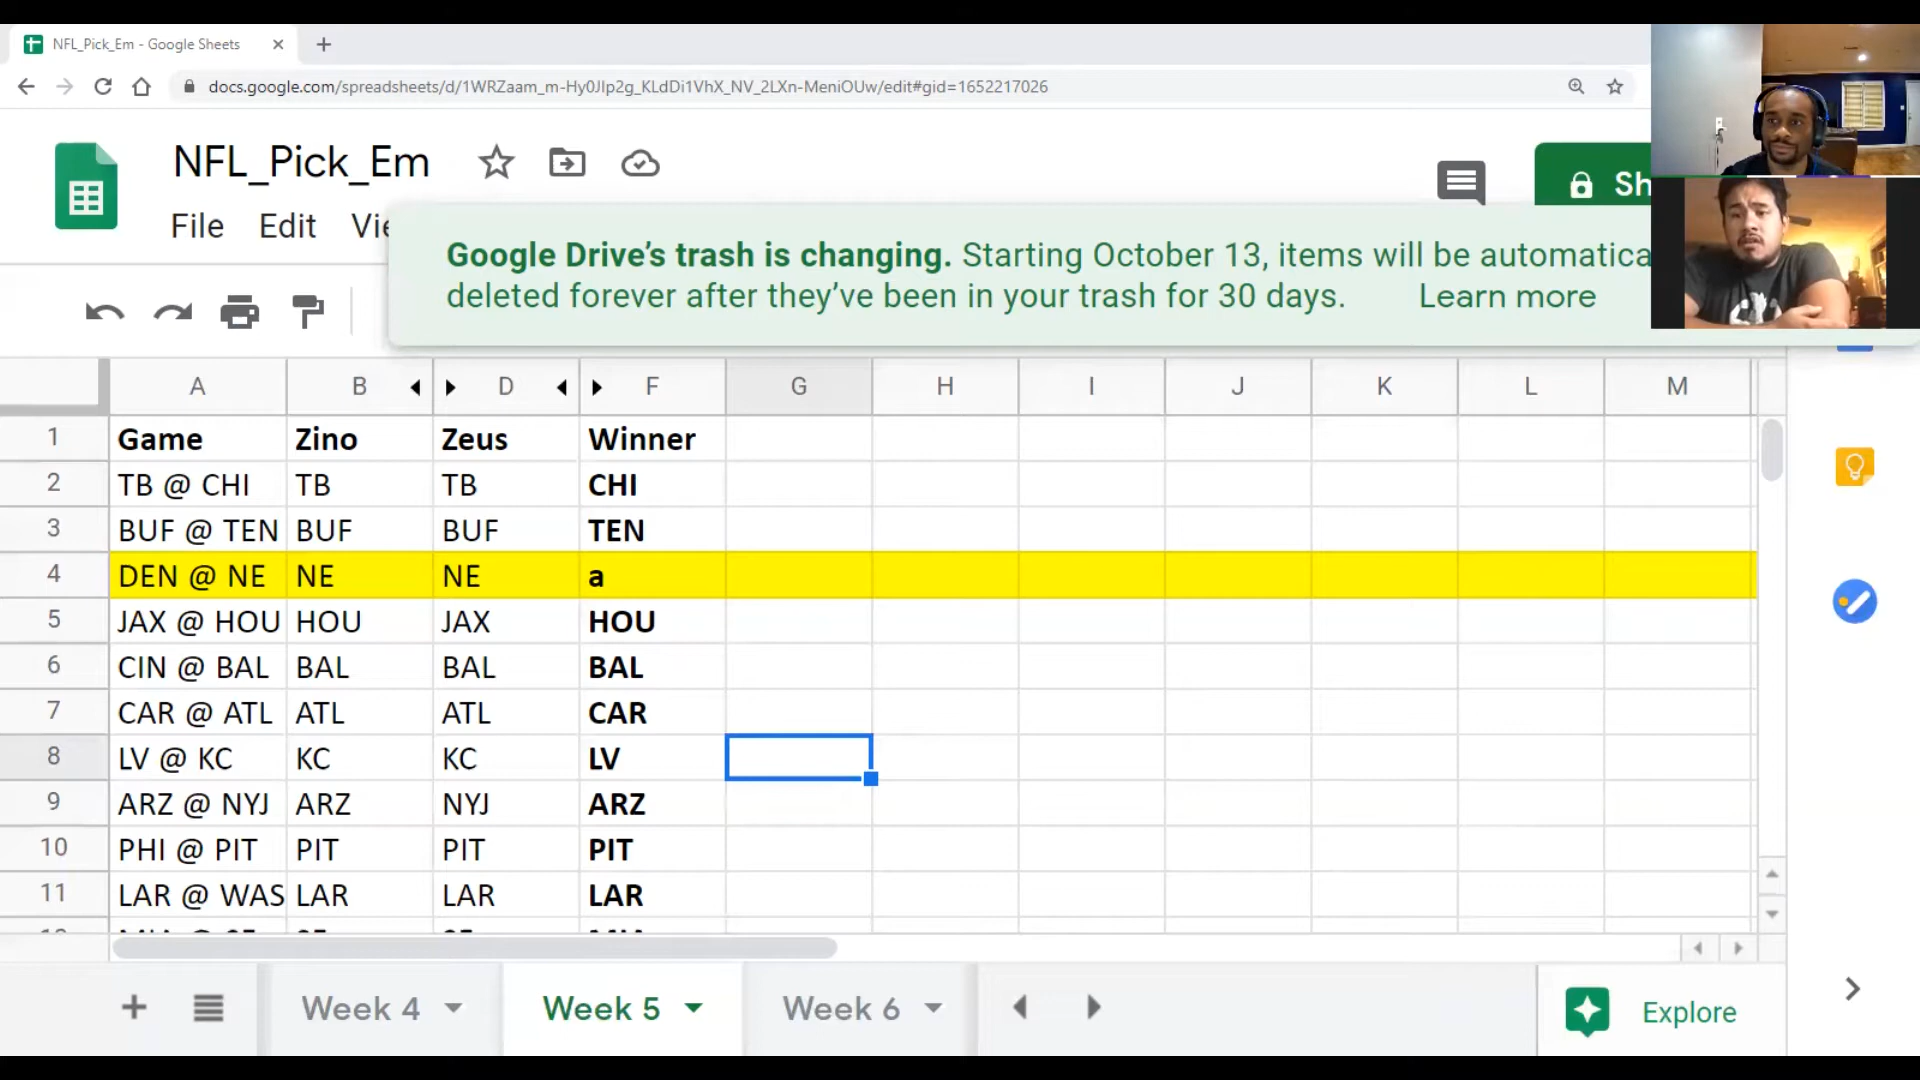 NFL_Pick_Em - Google Sheets
docs.google.com/spreadsheets/d/1WRZaam_m-Hy0JIp2g_KLdDi1VhX_NV_2LXn-MeniOUw/edit#gid=1652217026
NFL_Pick_Em
Sh
File Edit Vie
Google Drive’s trash is changing. Starting October 13, items will be automatica
deleted forever after they’ve been in your trash for 30 days. Learn more
A B D F G H I J K L M
1 Game Zino Zeus Winner
2 TB @ CHI TB TB CHI
3 BUF @ TEN BUF BUF TEN
4 DEN @ NE NE NE a
5 JAX @ HOU HOU JAX HOU
6 CIN @ BAL BAL BAL BAL
7 CAR @ ATL ATL ATL CAR
8 LV @ KC KC KC LV
9 ARZ @ NYJ ARZ NYJ ARZ
10 PHI @ PIT PIT PIT PIT
11 LAR @ WAS LAR LAR LAR
Week 4 Week 5 Week 6 Explore